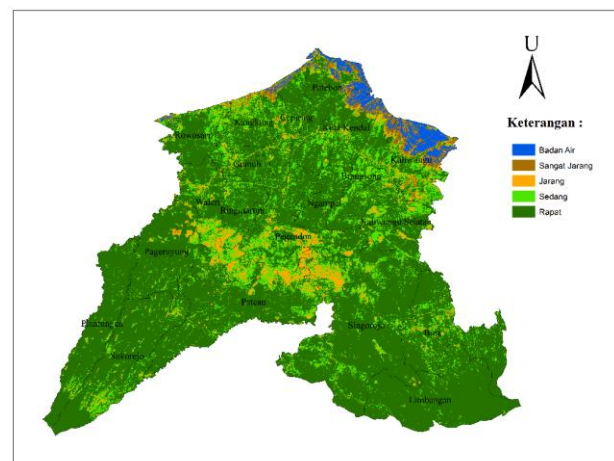 U
Keterangan :
Badan Air
Sangat Jarang
Jarang
Sedang
Rapat
Patebon
Cepiring
Kangkung
Kota Kendal
Rowosari
Kaliwungu
Gemuh
Brangsong
Weleri
Ngampel
Ringinarum
Kaliwungu Selatan
Pegandon
Pageruyung
Patean
Plantungan
Singorojo
Boja
Sukorejo
Limbangan